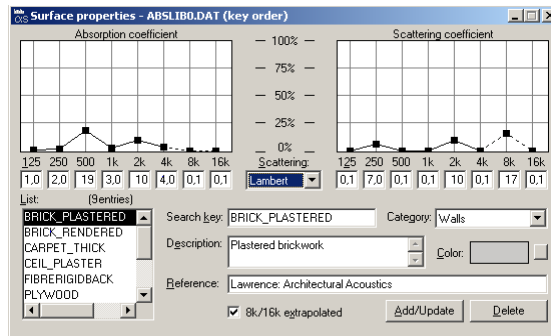 Surface properties - ABSLIB0.DAT (key order)
Absorption coefficient
Scattering coefficient
100%
75%
50%
25%
0%
125 250 500 1k 2k 4k 8k 16k
Scattering:
125 250 500 1k 2k 4k 8k 16k
1,0 2,0 19 3,0 10 4,0 0,1 0,1
Lambert
0,1 7,0 0,1 0,1 10 0,1 17 0,1
List: (9entries)
BRICK_PLASTERED
BRICK_RENDERED
CARPET_THICK
CEIL_PLASTER
FIBRERIGIDBACK
PLYWOOD
Search key: BRICK_PLASTERED Category: Walls
Description: Plastered brickwork Color:
Reference: Lawrence: Architectural Acoustics
8k/16k extrapolated Add/Update Delete